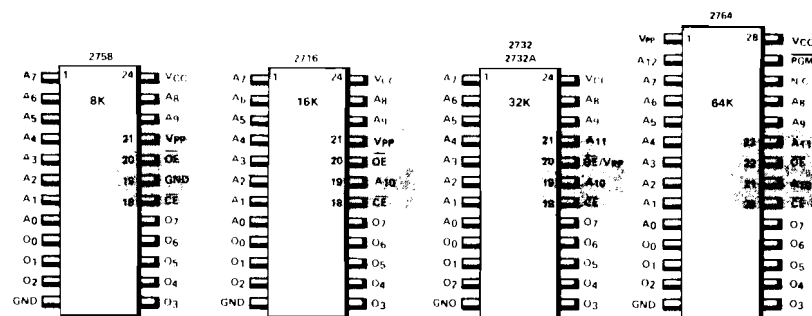 2758
1 24
8K
A7 VCC
A6 A8
A5 A9
A4 21 VPP
A3 20 OE
A2 19 GND
A1 18 CE
A0 O7
O0 O6
O1 O5
O2 O4
GND O3
2716
1 24
16K
A7 VCC
A6 A8
A5 A9
A4 21 VPP
A3 20 OE
A2 19 A10
A1 18 CE
A0 O7
O0 O6
O1 O5
O2 O4
GND O3
2732
2732A
1 24
32K
A7 VCC
A6 A8
A5 A9
A4 21 A11
A3 20 OE/VPP
A2 19 A10
A1 18 CE
A0 O7
O0 O6
O1 O5
O2 O4
GND O3
2764
1 28
64K
VPP VCC
A12 PGM
A7 N.C.
A6 A8
A5 A9
A4 23 A11
A3 22 OE
A2 21
A1 20 CE
A0 O7
O0 O6
O1 O5
O2 O4
GND O3